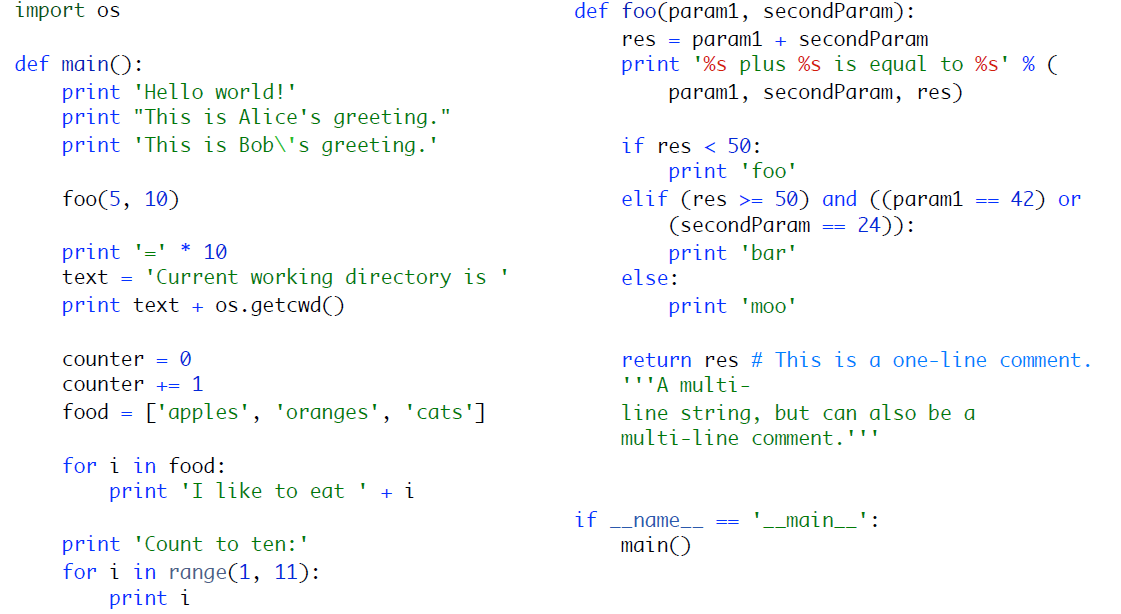 import os

def main():
    print 'Hello world!'
    print "This is Alice's greeting."
    print 'This is Bob\'s greeting.'

    foo(5, 10)

    print '=' * 10
    text = 'Current working directory is '
    print text + os.getcwd()

    counter = 0
    counter += 1
    food = ['apples', 'oranges', 'cats']

    for i in food:
        print 'I like to eat ' + i

    print 'Count to ten:'
    for i in range(1, 11):
        print i

def foo(param1, secondParam):
    res = param1 + secondParam
    print '%s plus %s is equal to %s' % (
        param1, secondParam, res)

    if res < 50:
        print 'foo'
    elif (res >= 50) and ((param1 == 42) or
        (secondParam == 24)):
        print 'bar'
    else:
        print 'moo'

    return res # This is a one-line comment.
    '''A multi-
    line string, but can also be a
    multi-line comment.'''


if __name__ == '__main__':
    main()